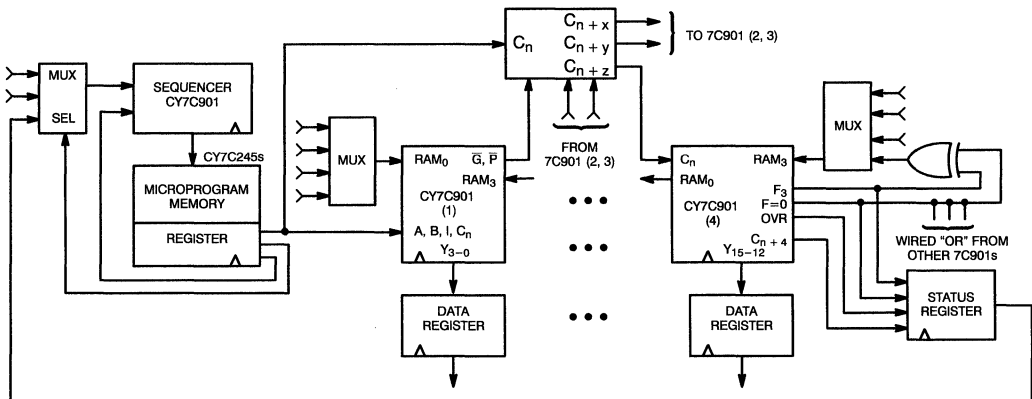 MUX
SEL
SEQUENCER
CY7C901
CY7C245s
MICROPROGRAM
MEMORY
REGISTER
MUX
Cn
Cn + x
Cn + y
Cn + z
TO 7C901 (2, 3)
FROM
7C901 (2, 3)
RAM0
G, P
RAM3
CY7C901
(1)
A, B, I, Cn
Y3–0
DATA
REGISTER
MUX
Cn
RAM3
RAM0
CY7C901
(4)
F3
F=0
OVR
Cn + 4
Y15–12
WIRED "OR" FROM
OTHER 7C901s
STATUS
REGISTER
DATA
REGISTER